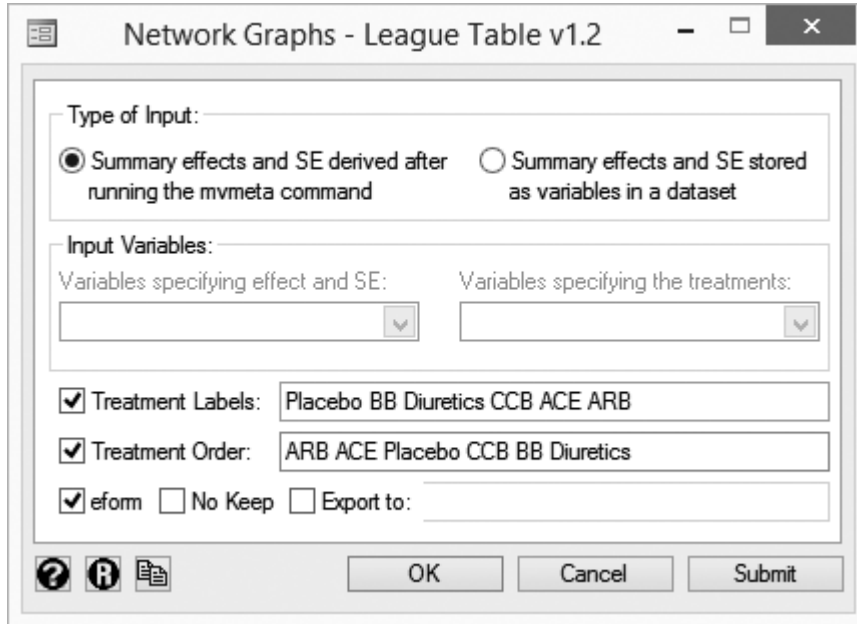 Network Graphs - League Table v1.2
Type of Input:
Summary effects and SE derived after
running the mvmeta command
Summary effects and SE stored
as variables in a dataset
Input Variables:
Variables specifying effect and SE:
Variables specifying the treatments:
Treatment Labels: Placebo BB Diuretics CCB ACE ARB
Treatment Order: ARB ACE Placebo CCB BB Diuretics
eform No Keep Export to:
? R OK Cancel Submit